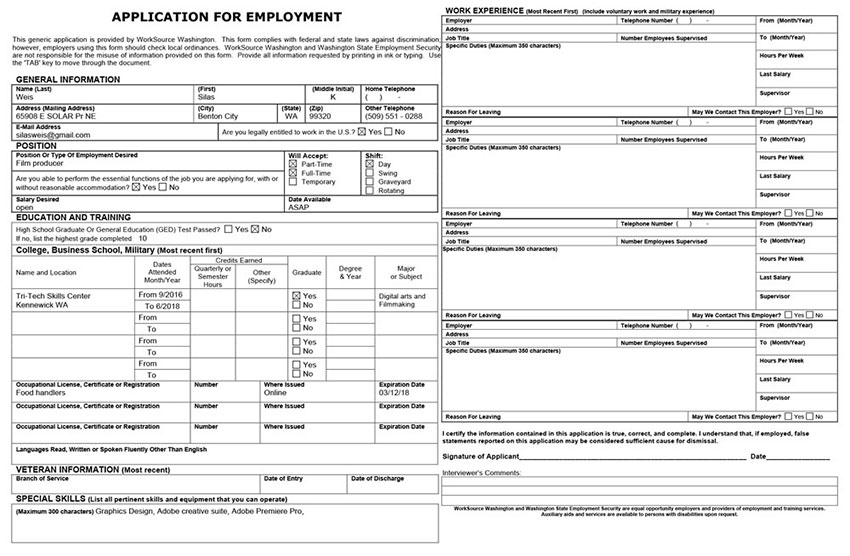 APPLICATION FOR EMPLOYMENT
This generic application is provided by WorkSource Washington. This form complies with federal and state laws against discrimination;
however, employers using this form should check local ordinances. WorkSource Washington and Washington State Employment Security
are not responsible for the misuse of information provided on this form. Provide all information requested by printing in ink or typing. Use
the 'TAB' key to move through the document.
GENERAL INFORMATION
Name (Last) (First) (Middle Initial) Home Telephone
Weis Silas K ( ) -
Address (Mailing Address) (City) (State) (Zip) Other Telephone
65908 E SOLAR Pr NE Benton City WA 99320 (509) 551 - 0288
E-Mail Address
silasweis@gmail.com
Are you legally entitled to work in the U.S.? ☒ Yes ☐ No
POSITION
Position Or Type Of Employment Desired
Film producer
Are you able to perform the essential functions of the job you are applying for, with or
without reasonable accommodation? ☒ Yes ☐ No
Will Accept:
☒ Part-Time
☒ Full-Time
☐ Temporary
Shift:
☒ Day
☐ Swing
☐ Graveyard
☐ Rotating
Salary Desired
open
Date Available
ASAP
EDUCATION AND TRAINING
High School Graduate Or General Education (GED) Test Passed? ☐ Yes ☒ No
If no, list the highest grade completed 10
College, Business School, Military (Most recent first)
Name and Location
Dates
Attended
Month/Year
Credits Earned
Quarterly or
Semester
Hours
Other
(Specify)
Graduate
Degree
& Year
Major
or Subject
Tri-Tech Skills Center
Kennewick WA
From 9/2016
To 6/2018
☒ Yes
☐ No
Digital arts and
Filmmaking
From
To
☐ Yes
☐ No
From
To
☐ Yes
☐ No
From
To
☐ Yes
☐ No
Occupational License, Certificate or Registration Number Where Issued Expiration Date
Food handlers Online 03/12/18
Occupational License, Certificate or Registration Number Where Issued Expiration Date
Occupational License, Certificate or Registration Number Where Issued Expiration Date
Languages Read, Written or Spoken Fluently Other Than English
VETERAN INFORMATION (Most recent)
Branch of Service Date of Entry Date of Discharge
SPECIAL SKILLS (List all pertinent skills and equipment that you can operate)
(Maximum 300 characters) Graphics Design, Adobe creative suite, Adobe Premiere Pro,
WORK EXPERIENCE (Most Recent First) (Include voluntary work and military experience)
Employer Telephone Number ( ) - From (Month/Year)
Address
Job Title Number Employees Supervised To (Month/Year)
Specific Duties (Maximum 350 characters)
Hours Per Week
Last Salary
Supervisor
Reason For Leaving May We Contact This Employer? ☐ Yes ☐ No
Employer Telephone Number ( ) - From (Month/Year)
Address
Job Title Number Employees Supervised To (Month/Year)
Specific Duties (Maximum 350 characters)
Hours Per Week
Last Salary
Supervisor
Reason For Leaving May We Contact This Employer? ☐ Yes ☐ No
Employer Telephone Number ( ) - From (Month/Year)
Address
Job Title Number Employees Supervised To (Month/Year)
Specific Duties (Maximum 350 characters)
Hours Per Week
Last Salary
Supervisor
Reason For Leaving May We Contact This Employer? ☐ Yes ☐ No
Employer Telephone Number ( ) - From (Month/Year)
Address
Job Title Number Employees Supervised To (Month/Year)
Specific Duties (Maximum 350 characters)
Hours Per Week
Last Salary
Supervisor
Reason For Leaving May We Contact This Employer? ☐ Yes ☐ No
I certify the information contained in this application is true, correct, and complete. I understand that, if employed, false
statements reported on this application may be considered sufficient cause for dismissal.
Signature of Applicant Date
Interviewer's Comments:
WorkSource Washington and Washington State Employment Security are equal opportunity employers and providers of employment and training services.
Auxiliary aids and services are available to persons with disabilities upon request.